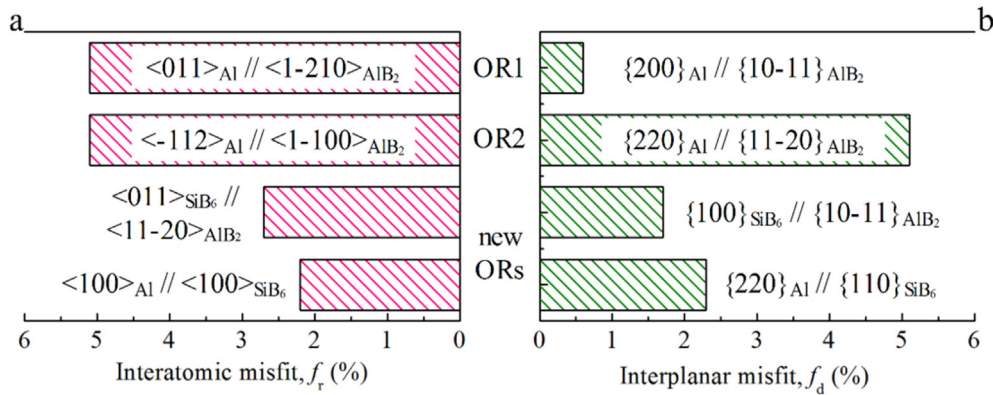 a
b
<011>Al // <1-210>AlB2
OR1
{200}Al // {10-11}AlB2
<-112>Al // <1-100>AlB2
OR2
{220}Al // {11-20}AlB2
<011>SiB6 //
<11-20>AlB2
new
ORs
{100}SiB6 // {10-11}AlB2
<100>Al // <100>SiB6
{220}Al // {110}SiB6
6 5 4 3 2 1 0
0 1 2 3 4 5 6
Interatomic misfit, fr (%)
Interplanar misfit, fd (%)